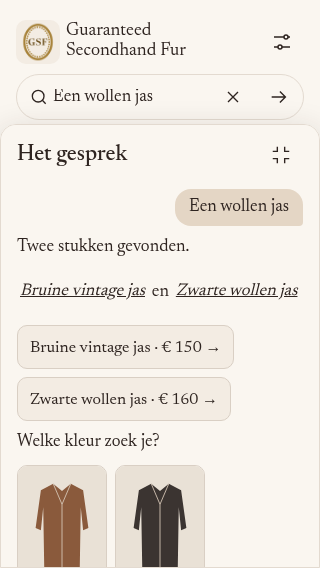 GSF
Guaranteed
Secondhand Fur
Een wollen jas
Het gesprek
Een wollen jas
Twee stukken gevonden.
Bruine vintage jas en Zwarte wollen jas
Bruine vintage jas · € 150 →
Zwarte wollen jas · € 160 →
Welke kleur zoek je?